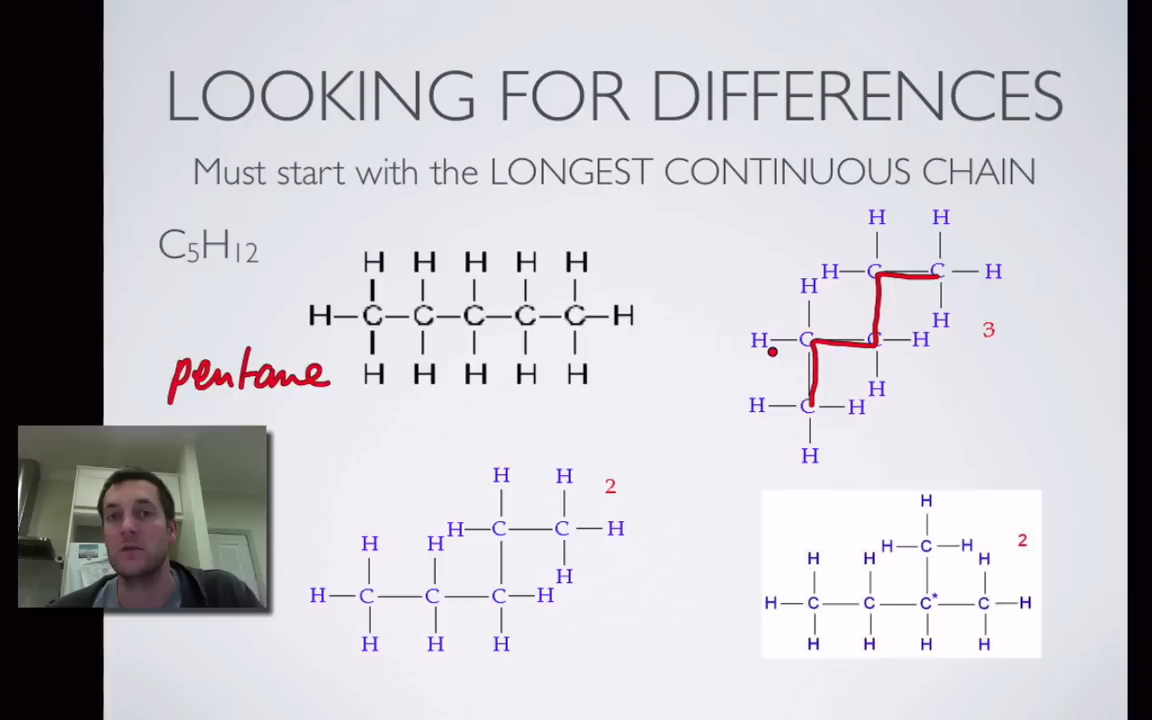 LOOKING FOR DIFFERENCES
Must start with the LONGEST CONTINUOUS CHAIN
C5H12
H H H H H
H—C—C—C—C—C—H
H H H H H
pentane
H H
H—C—C—H
H H
H—C—C—H 3
H
H—C—H
H
H H 2
H—C—C—H
H H H
H—C—C—C—H
H H H
H
H—C—H 2
H H H
H—C—C—C*—C—H
H H H H